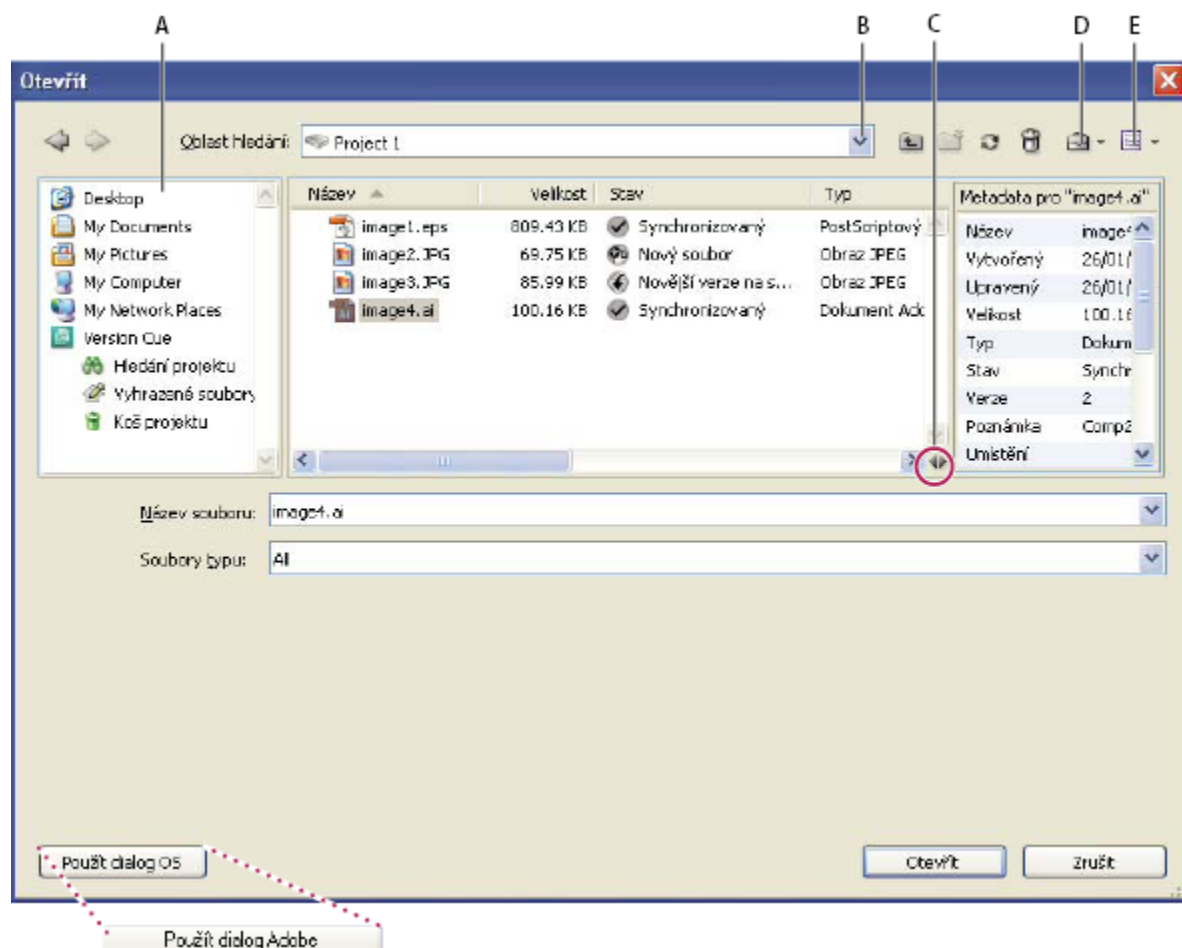 A B C D E
Otevřít
Oblast hledání: Project 1
Desktop
My Documents
My Pictures
My Computer
My Network Places
Version Cue
Hledání projektu
Vyhrazené soubory
Koš projektu
Název Velikost Stav Typ
image1.eps 809.43 KB Synchronizovaný PostScriptový
image2.JPG 69.75 KB Nový soubor Obraz JPEG
image3.JPG 85.99 KB Novější verze na s... Obraz JPEG
image4.ai 100.16 KB Synchronizovaný Dokument Adc
Metadata pro "image4.ai"
Název image4
Vytvořený 26/01/
Upravený 26/01/
Velikost 100.16
Typ Dokum
Stav Synchr
Verze 2
Poznámka Comp2
Umístění
Název souboru: image4.ai
Soubory typu: All
Použít dialog OS Otevřít Zrušit
Použít dialog Adobe